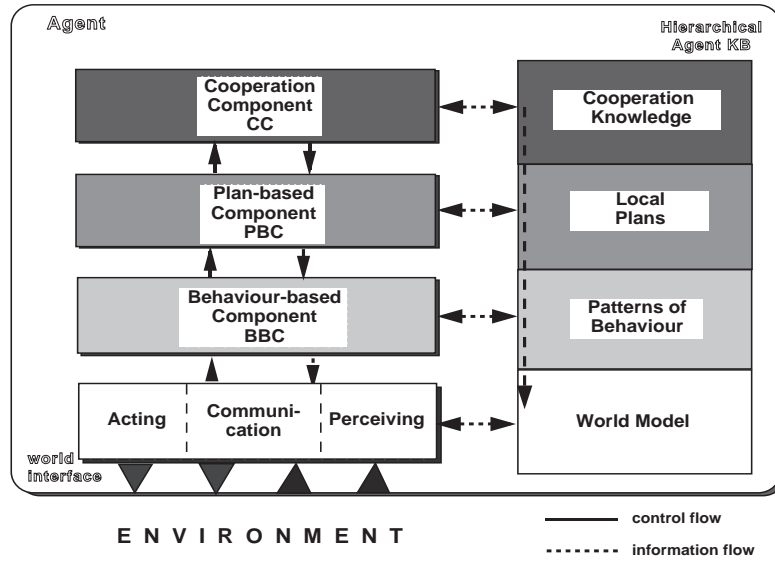 Agent
Hierarchical
Agent KB
Cooperation
Component
CC
Cooperation
Knowledge
Plan-based
Component
PBC
Local
Plans
Behaviour-based
Component
BBC
Patterns of
Behaviour
Acting
Communi-
cation
Perceiving
World Model
world
interface
ENVIRONMENT
control flow
information flow